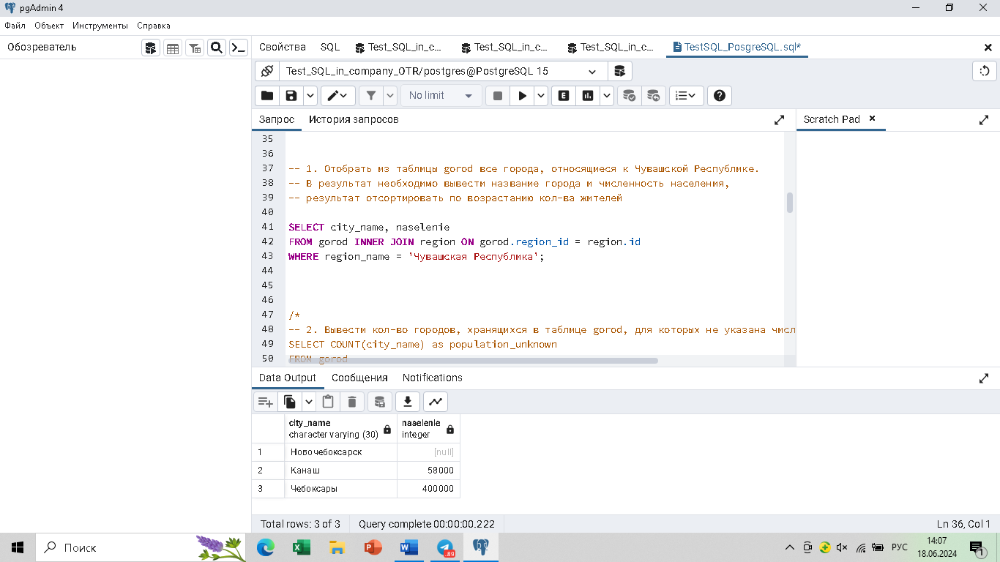 pgAdmin 4
Файл Объект Инструменты Справка
Обозреватель
Свойства SQL Test_SQL_in_c... Test_SQL_in_c... Test_SQL_in_c... TestSQL_PosgreSQL.sql*
Test_SQL_in_company_OTR/postgres@PostgreSQL 15
No limit E
Запрос История запросов
Scratch Pad
35
36
37 -- 1. Отобрать из таблицы gorod все города, относящиеся к Чувашской Республике.
38 -- В результат необходимо вывести название города и численность населения,
39 -- результат отсортировать по возрастанию кол-ва жителей
40
41 SELECT city_name, naselenie
42 FROM gorod INNER JOIN region ON gorod.region_id = region.id
43 WHERE region_name = 'Чувашская Республика';
44
45
46
47 /*
48 -- 2. Вывести кол-во городов, хранящихся в таблице gorod, для которых не указана числ
49 SELECT COUNT(city_name) as population_unknown
50 FROM gorod
Data Output Сообщения Notifications
city_name naselenie
character varying (30) integer
1 Новочебоксарск [null]
2 Канаш 58000
3 Чебоксары 400000
Total rows: 3 of 3 Query complete 00:00:00.222 Ln 36, Col 1
Поиск
89
РУС
14:07
18.06.2024
1